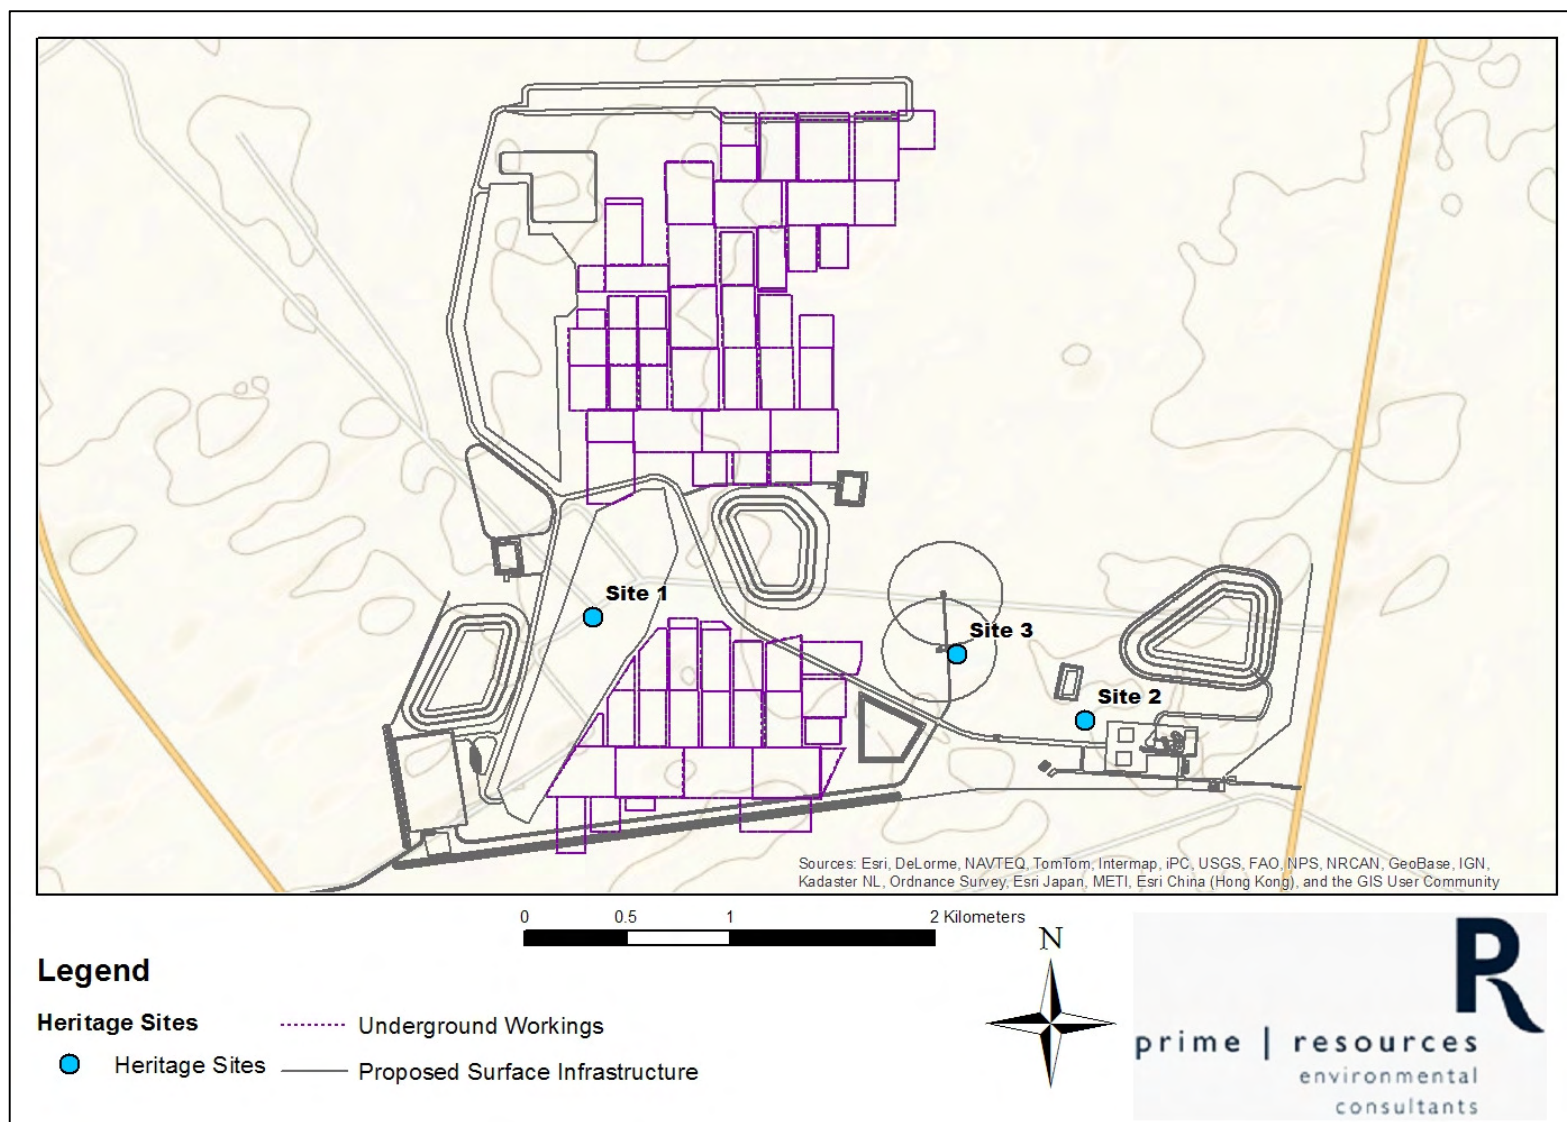 Site 1
Site 3
Site 2
Sources: Esri, DeLorme, NAVTEQ, TomTom, Intermap, iPC, USGS, FAO, NPS, NRCAN, GeoBase, IGN,
Kadaster NL, Ordnance Survey, Esri Japan, METI, Esri China (Hong Kong), and the GIS User Community
0 0.5 1 2 Kilometers
N
Legend
Heritage Sites
Heritage Sites
Underground Workings
Proposed Surface Infrastructure
R
prime | resources
environmental
consultants